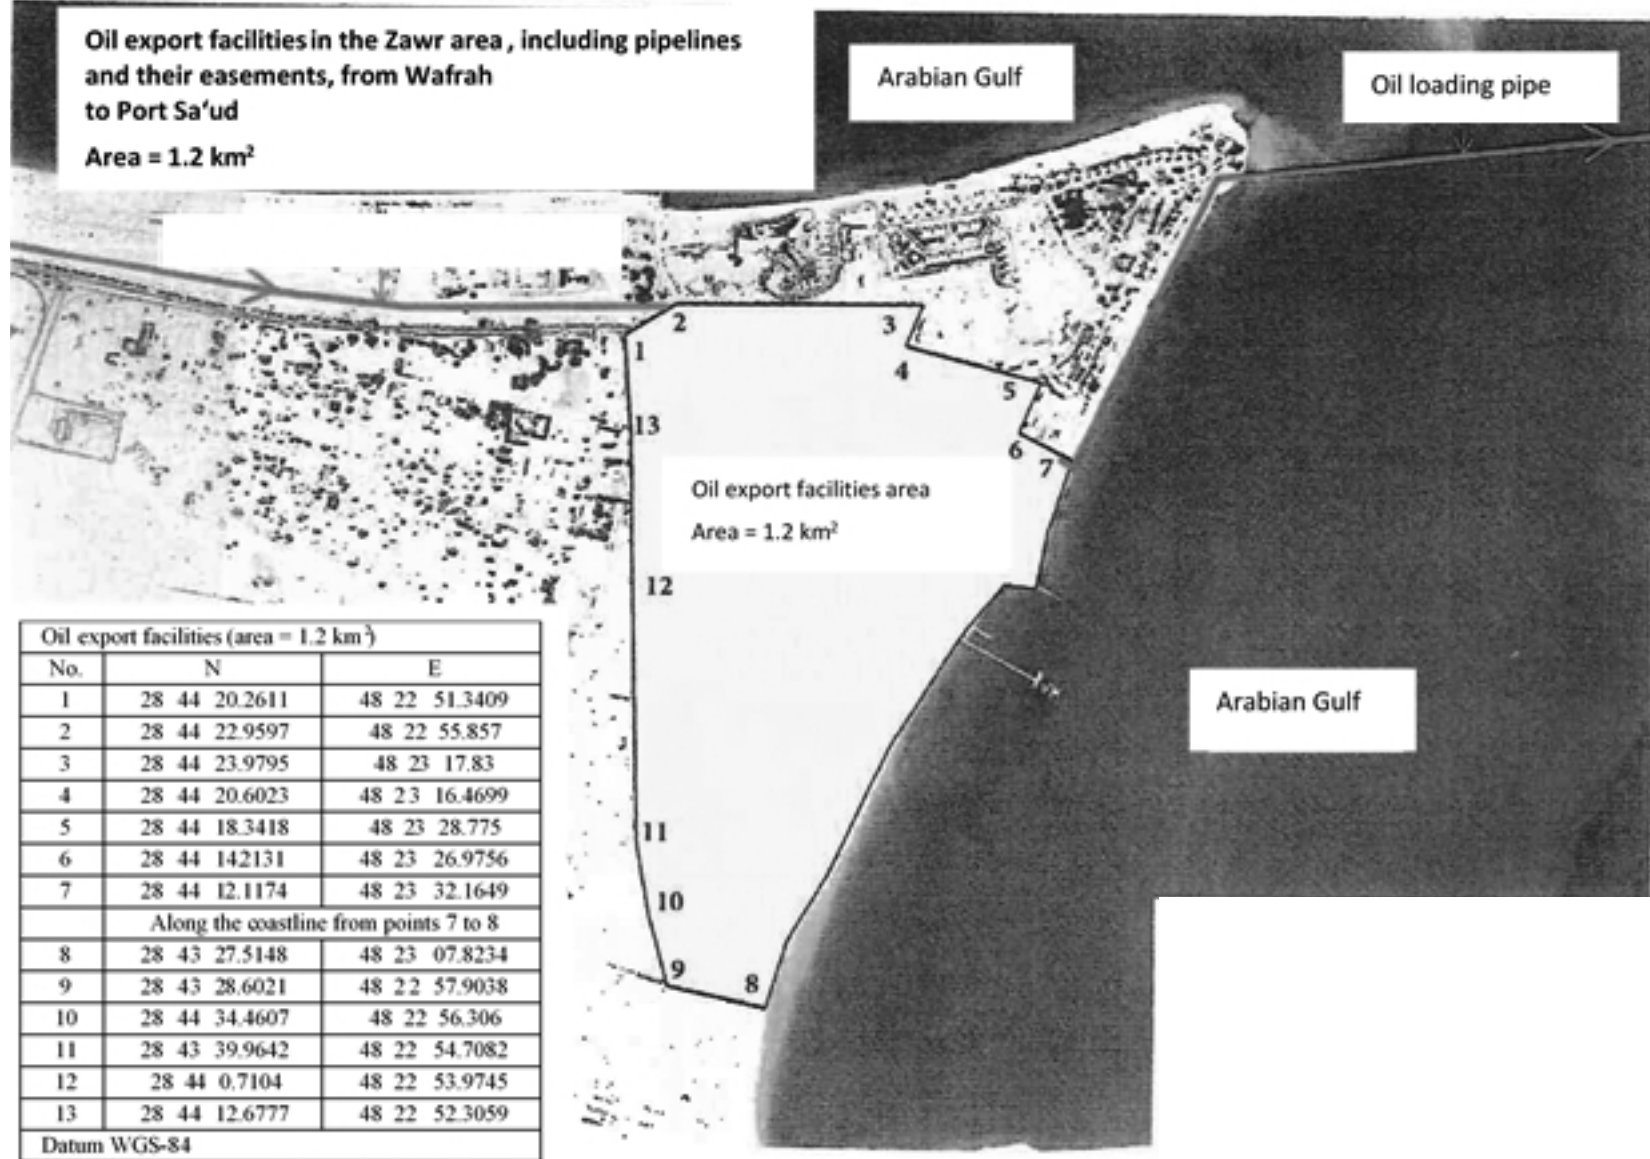 Oil export facilities in the Zawr area , including pipelines
and their easements, from Wafrah
to Port Sa‘ud
Area = 1.2 km²
Arabian Gulf
Oil loading pipe
2
3
1
4
5
13
6
7
Oil export facilities area
Area = 1.2 km²
12
Arabian Gulf
11
10
9
8
Oil export facilities (area = 1.2 km²)
No. N E
1 28 44 20.2611 48 22 51.3409
2 28 44 22.9597 48 22 55.857
3 28 44 23.9795 48 23 17.83
4 28 44 20.6023 48 23 16.4699
5 28 44 18.3418 48 23 28.775
6 28 44 142131 48 23 26.9756
7 28 44 12.1174 48 23 32.1649
Along the coastline from points 7 to 8
8 28 43 27.5148 48 23 07.8234
9 28 43 28.6021 48 22 57.9038
10 28 44 34.4607 48 22 56.306
11 28 43 39.9642 48 22 54.7082
12 28 44 0.7104 48 22 53.9745
13 28 44 12.6777 48 22 52.3059
Datum WGS-84